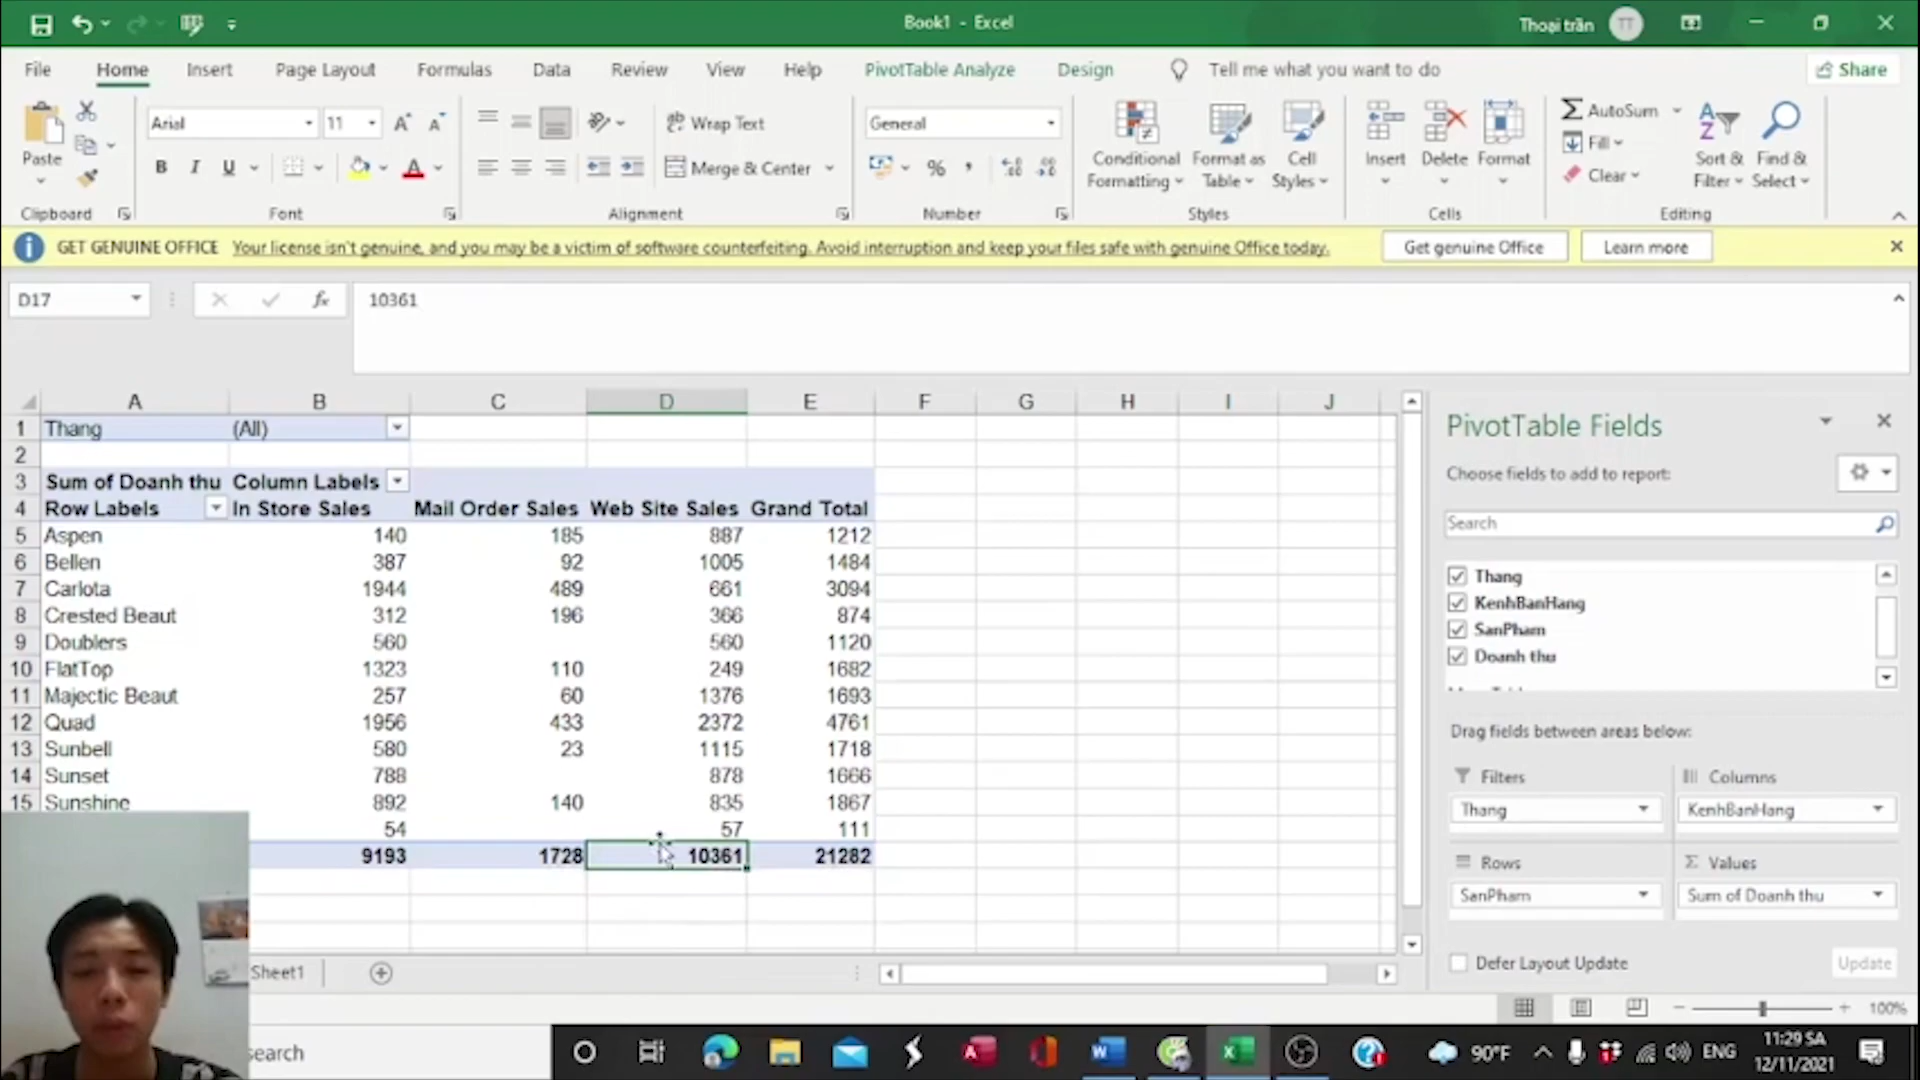 Book1 - Excel
Thoại trần TT
File Home Insert Page Layout Formulas Data Review View Help PivotTable Analyze Design Tell me what you want to do Share
Paste Arial 11 Wrap Text General Conditional Formatting Format as Table Cell Styles Insert Delete Format AutoSum Sort & Filter Find & Select
B I U Merge & Center % Fill
Clear
Clipboard Font Alignment Number Styles Cells Editing
GET GENUINE OFFICE Your license isn't genuine, and you may be a victim of software counterfeiting. Avoid interruption and keep your files safe with genuine Office today. Get genuine Office Learn more
D17 fx 10361
A B C D E F G H I J
1 Thang (All)
2
3 Sum of Doanh thu Column Labels
4 Row Labels In Store Sales Mail Order Sales Web Site Sales Grand Total
5 Aspen 140 185 887 1212
6 Bellen 387 92 1005 1484
7 Carlota 1944 489 661 3094
8 Crested Beaut 312 196 366 874
9 Doublers 560 560 1120
10 FlatTop 1323 110 249 1682
11 Majectic Beaut 257 60 1376 1693
12 Quad 1956 433 2372 4761
13 Sunbell 580 23 1115 1718
14 Sunset 788 878 1666
15 Sunshine 892 140 835 1867
54 57 111
9193 1728 10361 21282
PivotTable Fields
Choose fields to add to report:
Search
Thang
KenhBanHang
SanPham
Doanh thu
Drag fields between areas below:
Filters Columns
Thang KenhBanHang
Rows Values
SanPham Sum of Doanh thu
Defer Layout Update Update
Sheet1
100%
search
90°F ENG 11:29 SA
12/11/2021